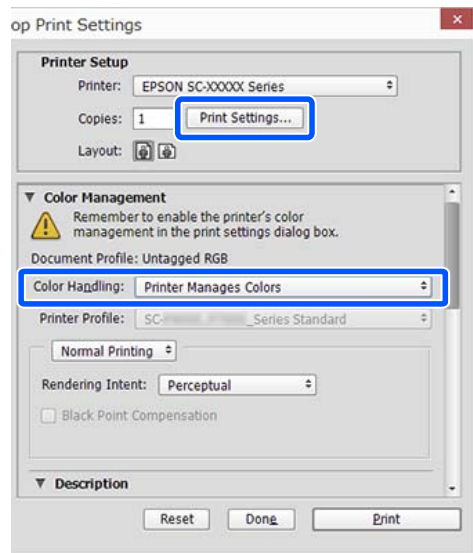 op Print Settings
Printer Setup
Printer: EPSON SC-XXXXX Series
Copies: 1 Print Settings...
Layout:
Color Management
Remember to enable the printer's color
management in the print settings dialog box.
Document Profile: Untagged RGB
Color Handling: Printer Manages Colors
Printer Profile: SC- _Series Standard
Normal Printing
Rendering Intent: Perceptual
Black Point Compensation
Description
Reset Done Print